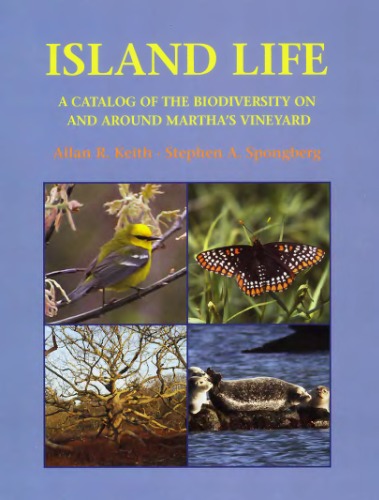 ISLAND LIFE
A CATALOG OF THE BIODIVERSITY ON
AND AROUND MARTHA'S VINEYARD
Allan R. Keith - Stephen A. Spongberg